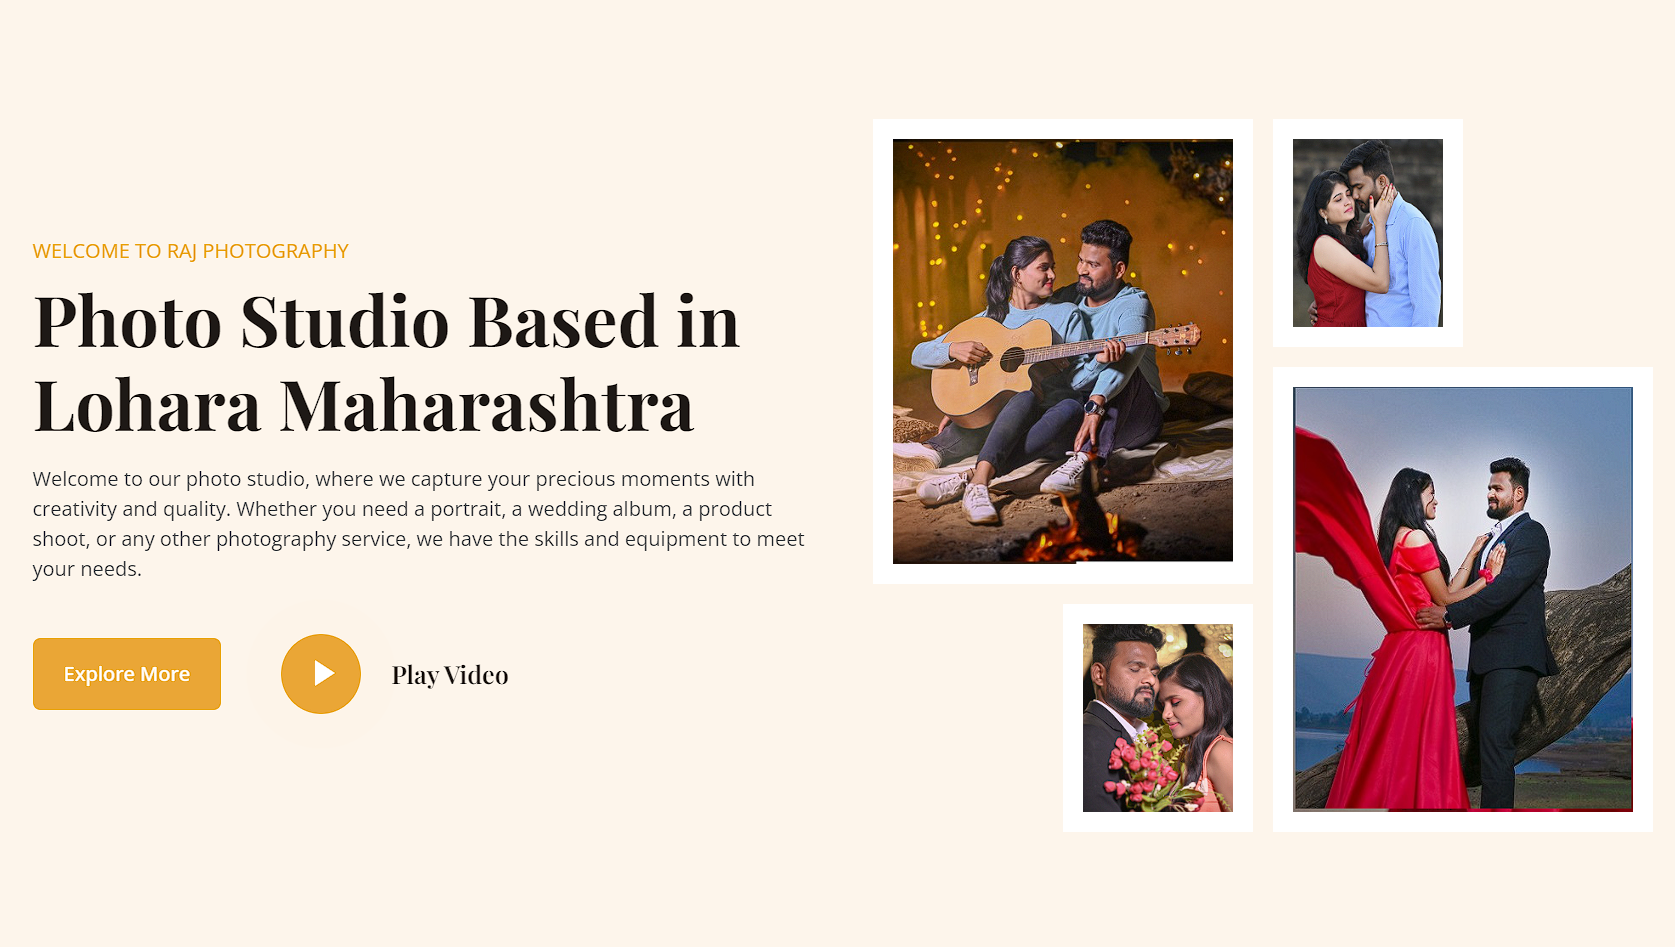 WELCOME TO RAJ PHOTOGRAPHY
Photo Studio Based in
Lohara Maharashtra
Welcome to our photo studio, where we capture your precious moments with
creativity and quality. Whether you need a portrait, a wedding album, a product
shoot, or any other photography service, we have the skills and equipment to meet
your needs.
Explore More
Play Video